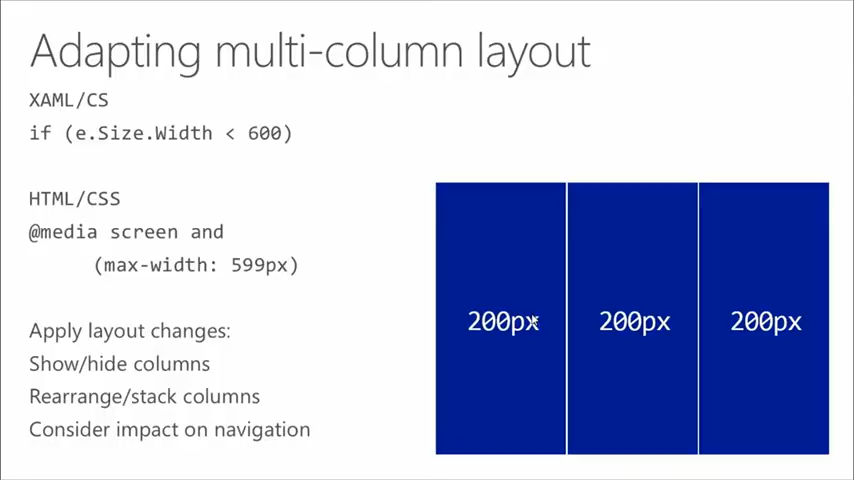 Adapting multi-column layout
XAML/CS
if (e.Size.Width < 600)
HTML/CSS
@media screen and
(max-width: 599px)
Apply layout changes:
Show/hide columns
Rearrange/stack columns
Consider impact on navigation
200px
200px
200px